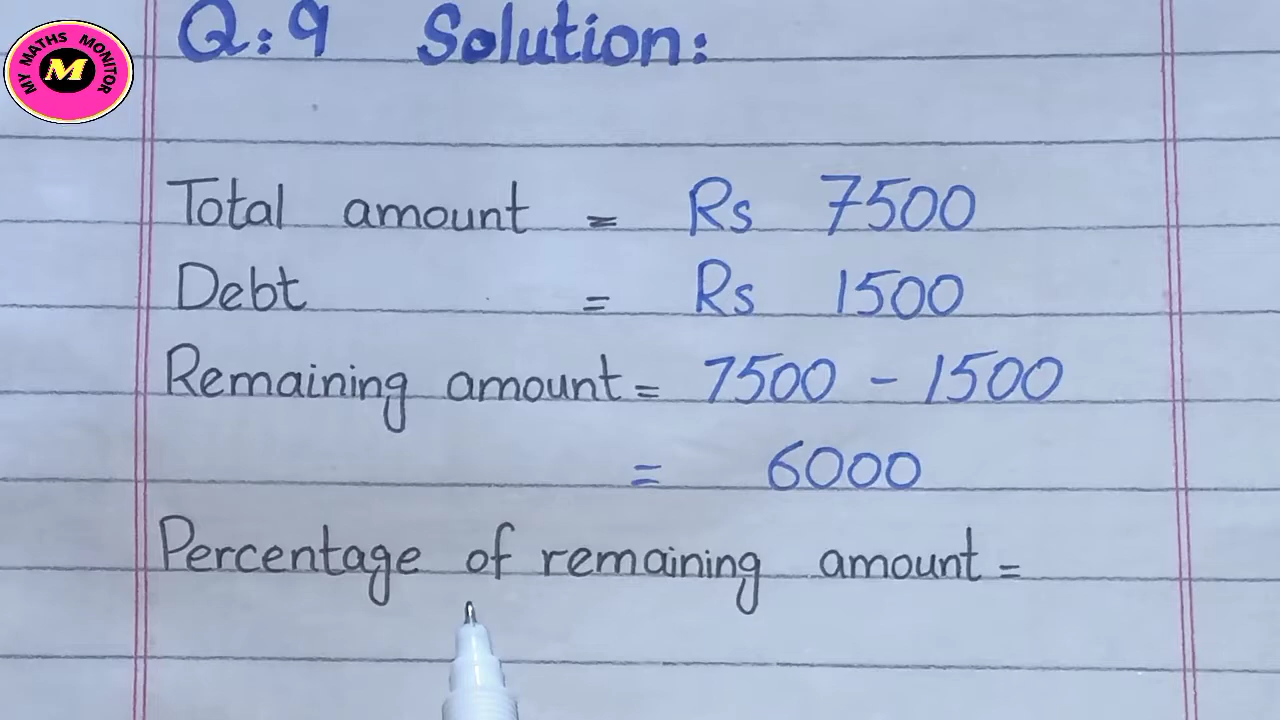 MY MATHS MONITOR
M
Q:9 Solution:
Total amount = Rs 7500
Debt = Rs 1500
Remaining amount = 7500 - 1500
= 6000
Percentage of remaining amount =